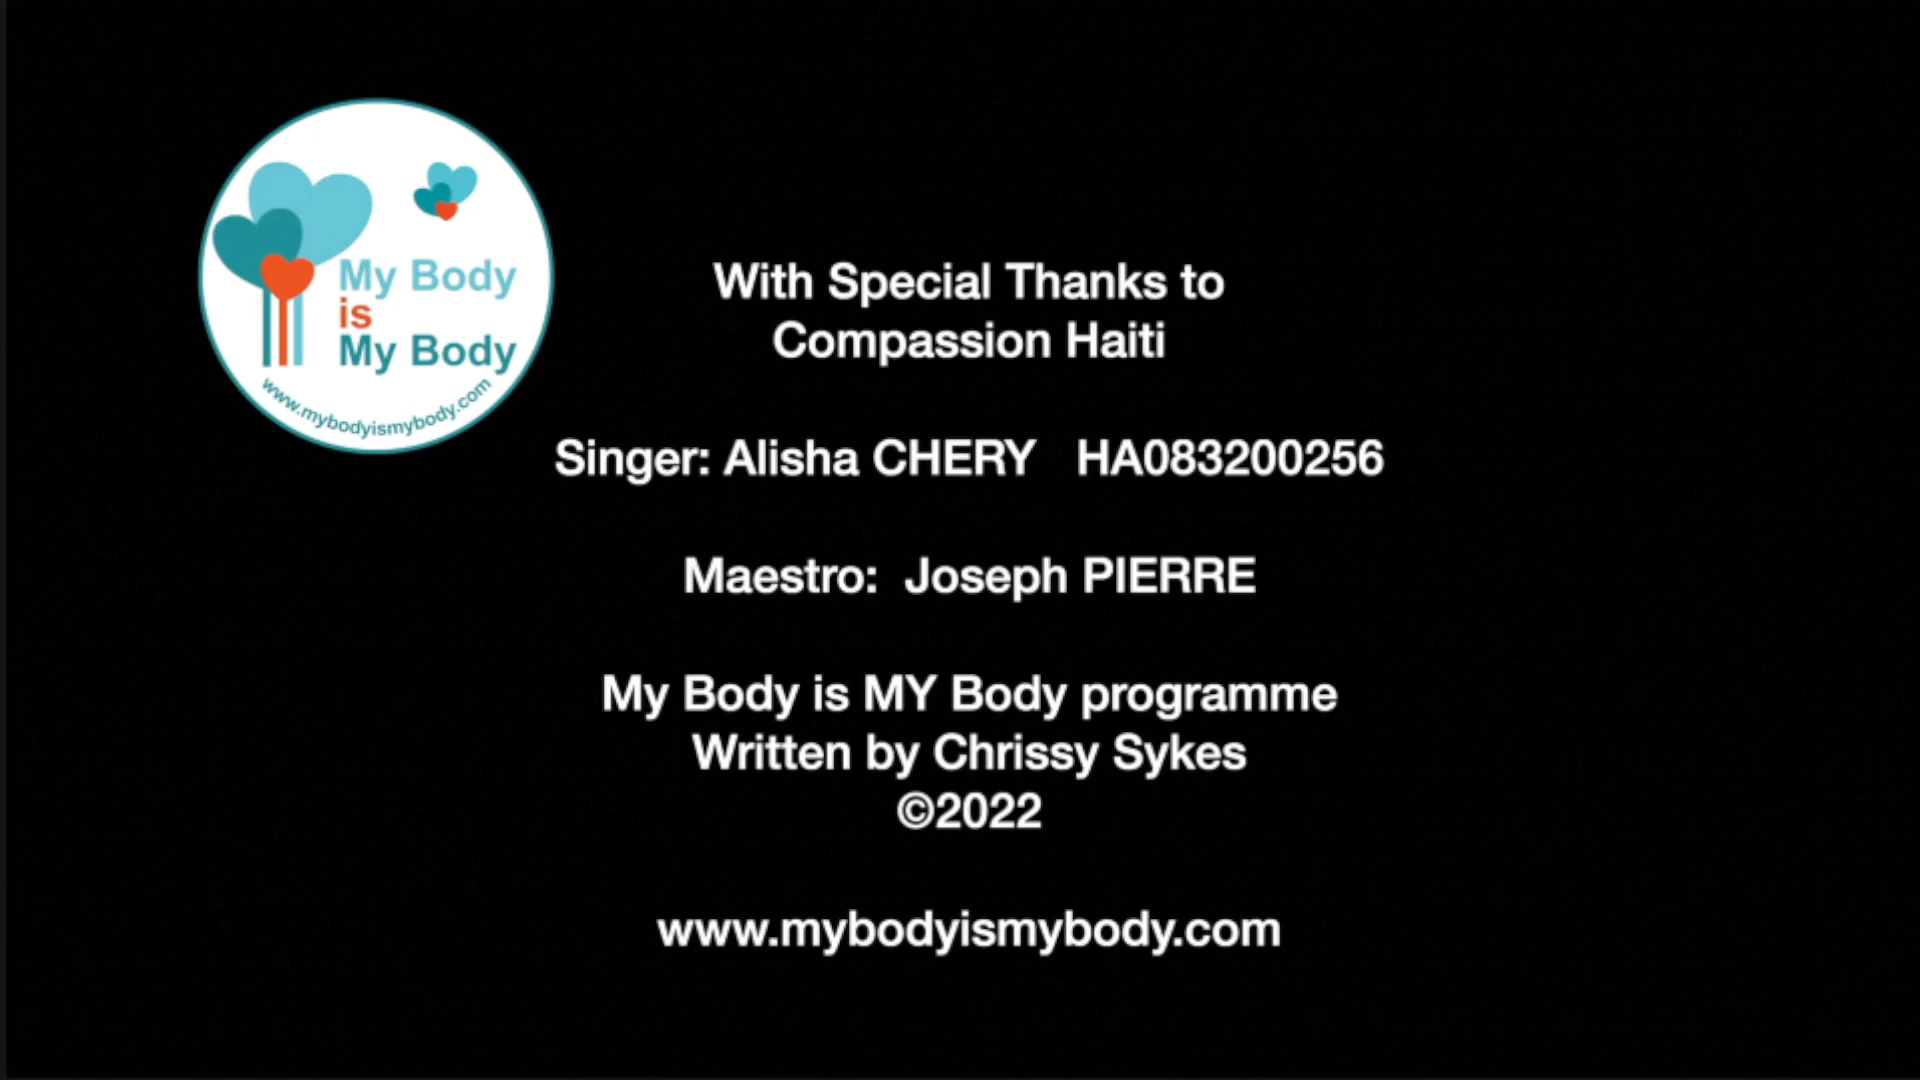 My Body
is
My Body
www.mybodyismybody.com
With Special Thanks to
Compassion Haiti
Singer: Alisha CHERY   HA083200256
Maestro:  Joseph PIERRE
My Body is MY Body programme
Written by Chrissy Sykes
©2022
www.mybodyismybody.com